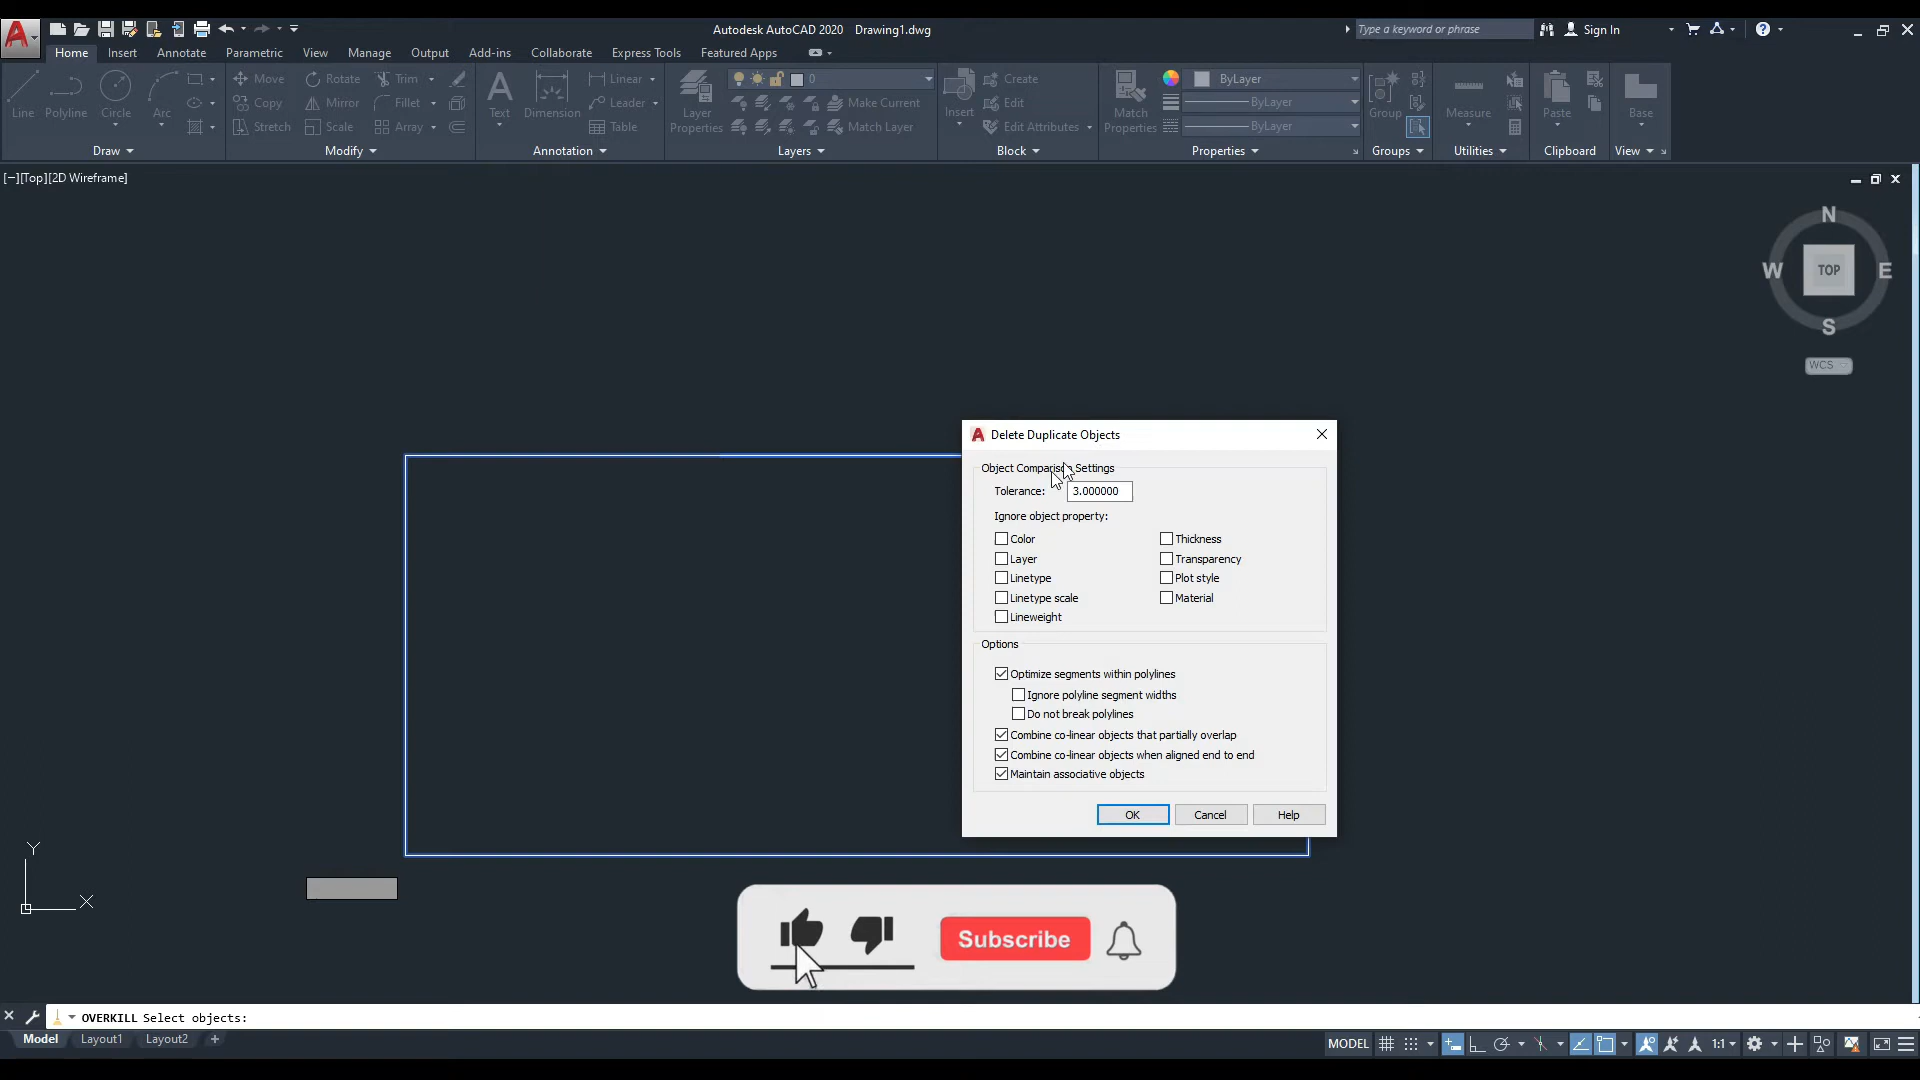 Autodesk AutoCAD 2020 Drawing1.dwg
Type a keyword or phrase
Sign In
Home Insert Annotate Parametric View Manage Output Add-ins Collaborate Express Tools Featured Apps
Line Polyline Circle Arc
Draw
Move Rotate Trim
Copy Mirror Fillet
Stretch Scale Array
Modify
Text Dimension
Linear
Leader
Table
Annotation
Layer Properties
0
Make Current
Match Layer
Layers
Insert
Create
Edit
Edit Attributes
Block
Match Properties
ByLayer
ByLayer
ByLayer
Properties
Group
Groups
Measure
Utilities
Paste
Clipboard
Base
View
[−][Top][2D Wireframe]
N
W TOP E
S
WCS
Delete Duplicate Objects
Object Comparison Settings
Tolerance: 3.000000
Ignore object property:
Color Thickness
Layer Transparency
Linetype Plot style
Linetype scale Material
Lineweight
Options
Optimize segments within polylines
Ignore polyline segment widths
Do not break polylines
Combine co-linear objects that partially overlap
Combine co-linear objects when aligned end to end
Maintain associative objects
OK Cancel Help
Y
X
Subscribe
OVERKILL Select objects:
Model Layout1 Layout2 +
MODEL 1:1